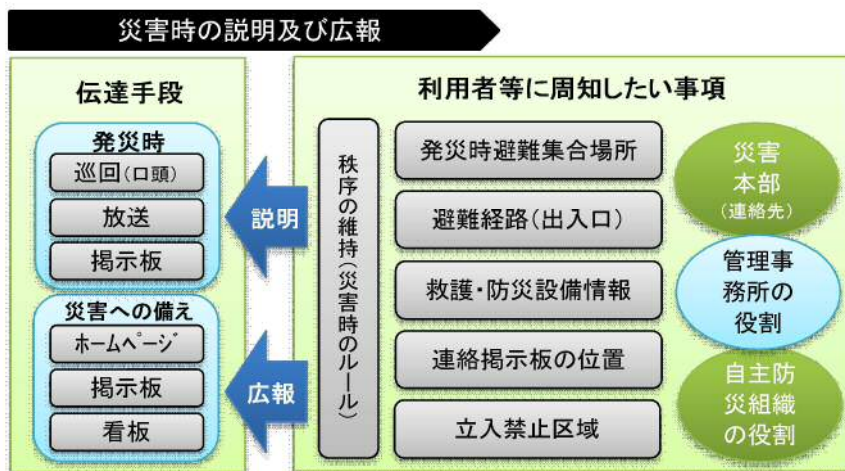 災害時の説明及び広報
伝達手段
発災時
巡回(口頭)
放送
掲示板
災害への備え
ホームページ
掲示板
看板
説明
広報
利用者等に周知したい事項
秩序の維持(災害時のルール)
発災時避難集合場所
避難経路(出入口)
救護・防災設備情報
連絡掲示板の位置
立入禁止区域
災害
本部
(連絡先)
管理事
務所の
役割
自主防
災組織
の役割